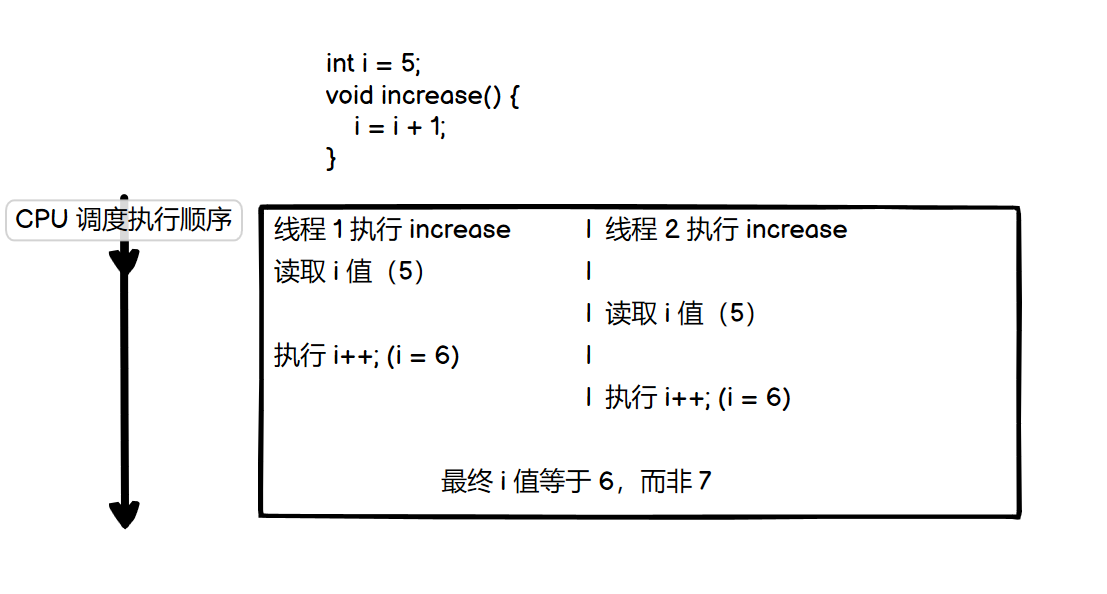 int i = 5;
void increase() {
i = i + 1;
}
CPU 调度执行顺序
线程 1 执行 increase | 线程 2 执行 increase
读取 i 值（5） |
| 读取 i 值（5）
执行 i++; (i = 6) |
| 执行 i++; (i = 6)
最终 i 值等于 6，而非 7